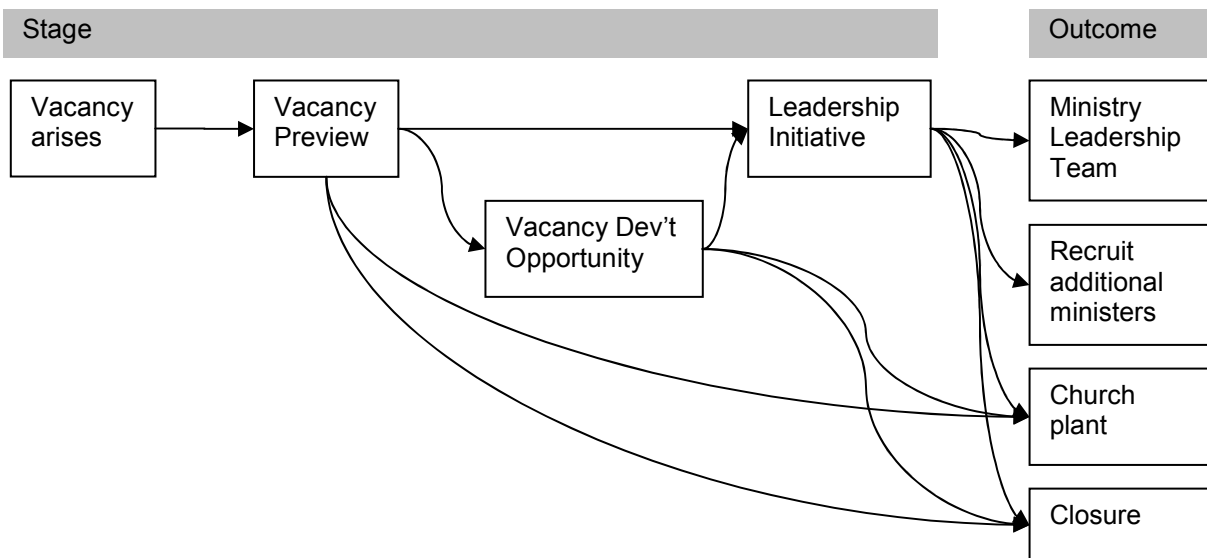 Stage
Outcome
Vacancy
arises
Vacancy
Preview
Leadership
Initiative
Ministry
Leadership
Team
Vacancy Dev’t
Opportunity
Recruit
additional
ministers
Church
plant
Closure